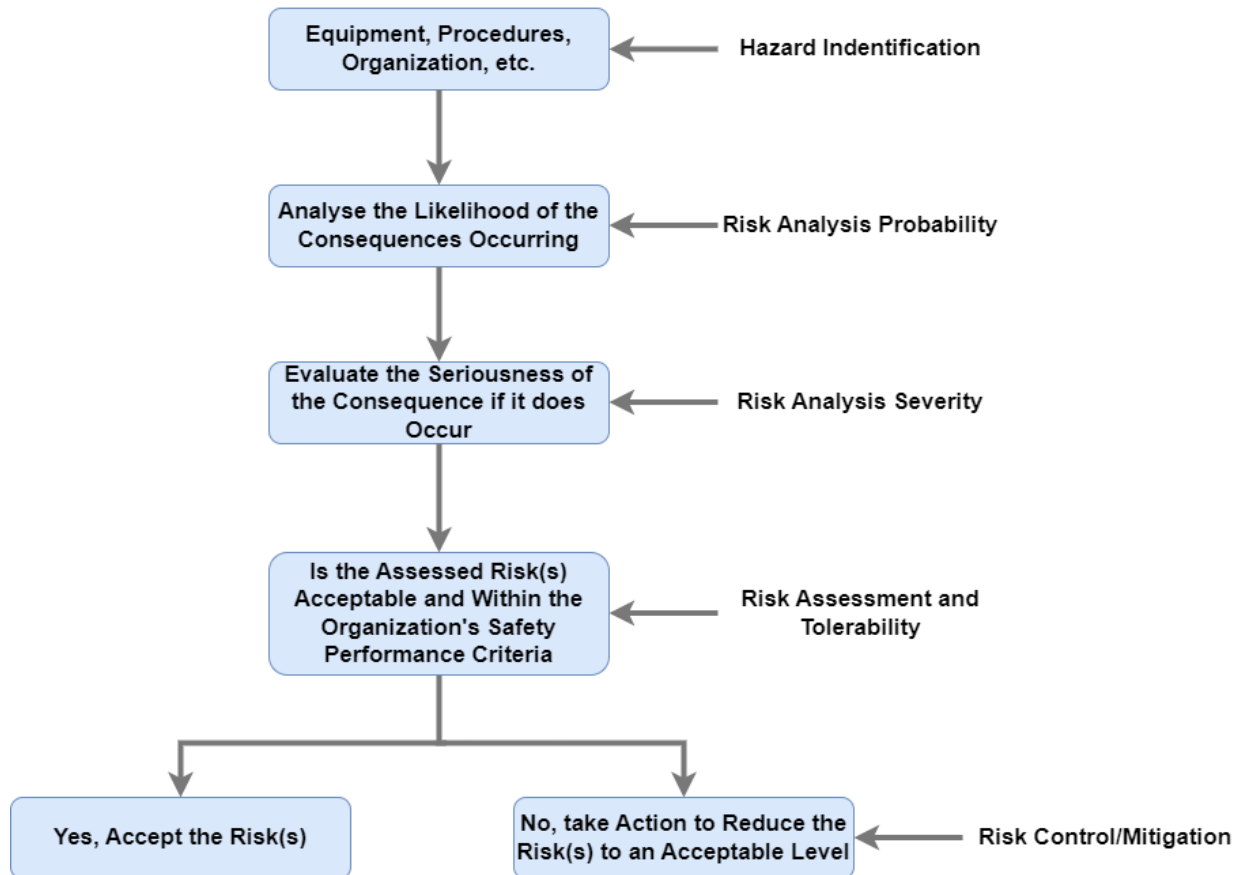 Equipment, Procedures,
Organization, etc.
Hazard Indentification
Analyse the Likelihood of the
Consequences Occurring
Risk Analysis Probability
Evaluate the Seriousness of
the Consequence if it does
Occur
Risk Analysis Severity
Is the Assessed Risk(s)
Acceptable and Within the
Organization's Safety
Performance Criteria
Risk Assessment and
Tolerability
Yes, Accept the Risk(s)
No, take Action to Reduce the
Risk(s) to an Acceptable Level
Risk Control/Mitigation